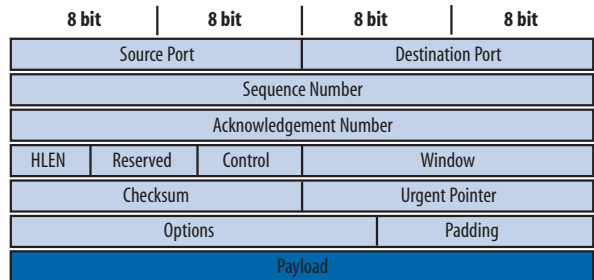 8 bit 8 bit 8 bit 8 bit
Source Port Destination Port
Sequence Number
Acknowledgement Number
HLEN Reserved Control Window
Checksum Urgent Pointer
Options Padding
Payload